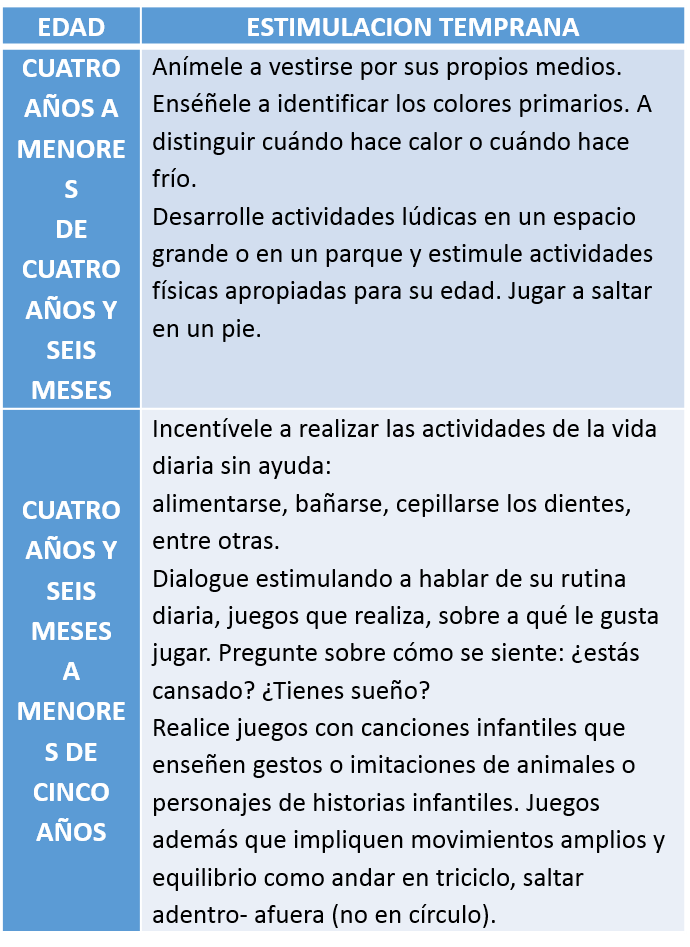 EDAD
ESTIMULACION TEMPRANA
CUATRO
AÑOS A
MENORE
S
DE
CUATRO
AÑOS Y
SEIS
MESES
Anímele a vestirse por sus propios medios.
Enséñele a identificar los colores primarios. A
distinguir cuándo hace calor o cuándo hace
frío.
Desarrolle actividades lúdicas en un espacio
grande o en un parque y estimule actividades
físicas apropiadas para su edad. Jugar a saltar
en un pie.
CUATRO
AÑOS Y
SEIS
MESES
A
MENORE
S DE
CINCO
AÑOS
Incentívele a realizar las actividades de la vida
diaria sin ayuda:
alimentarse, bañarse, cepillarse los dientes,
entre otras.
Dialogue estimulando a hablar de su rutina
diaria, juegos que realiza, sobre a qué le gusta
jugar. Pregunte sobre cómo se siente: ¿estás
cansado? ¿Tienes sueño?
Realice juegos con canciones infantiles que
enseñen gestos o imitaciones de animales o
personajes de historias infantiles. Juegos
además que impliquen movimientos amplios y
equilibrio como andar en triciclo, saltar
adentro- afuera (no en círculo).